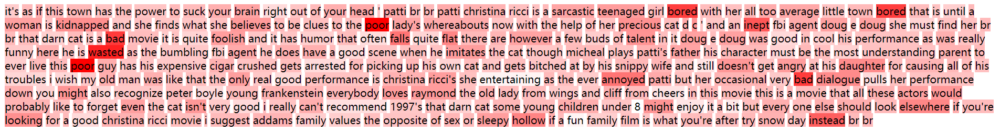 it's as if this town has the power to suck your brain right out of your head ' patti br br patti christina ricci is a sarcastic teenaged girl bored with her all too average little town bored that is until a
woman is kidnapped and she finds what she believes to be clues to the poor lady's whereabouts now with the help of her precious cat d c ' and an inept fbi agent doug e doug she must find her br
br that darn cat is a bad movie it is quite foolish and it has humor that often falls quite flat there are however a few buds of talent in it doug e doug was good in cool his performance as was really
funny here he is wasted as the bumbling fbi agent he does have a good scene when he imitates the cat though micheal plays patti's father his character must be the most understanding parent to
ever live this poor guy has his expensive cigar crushed gets arrested for picking up his own cat and gets bitched at by his snippy wife and still doesn't get angry at his daughter for causing all of his
troubles i wish my old man was like that the only real good performance is christina ricci's she entertaining as the ever annoyed patti but her occasional very bad dialogue pulls her performance
down you might also recognize peter boyle young frankenstein everybody loves raymond the old lady from wings and cliff from cheers in this movie this is a movie that all these actors would
probably like to forget even the cat isn't very good i really can't recommend 1997's that darn cat some young children under 8 might enjoy it a bit but every one else should look elsewhere if you're
looking for a good christina ricci movie i suggest addams family values the opposite of sex or sleepy hollow if a fun family film is what you're after try snow day instead br br